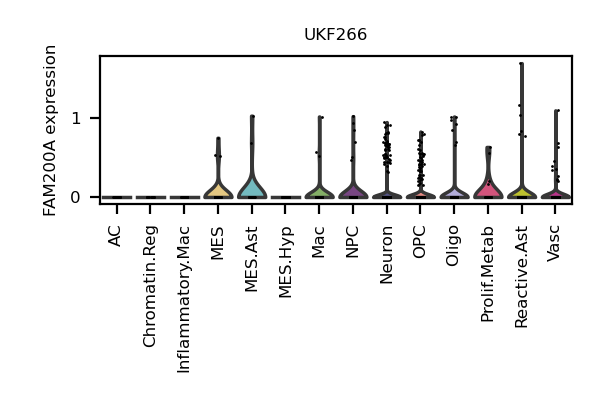 UKF266
FAM200A expression
1
0
AC
Chromatin.Reg
Inflammatory.Mac
MES
MES.Ast
MES.Hyp
Mac
NPC
Neuron
OPC
Oligo
Prolif.Metab
Reactive.Ast
Vasc